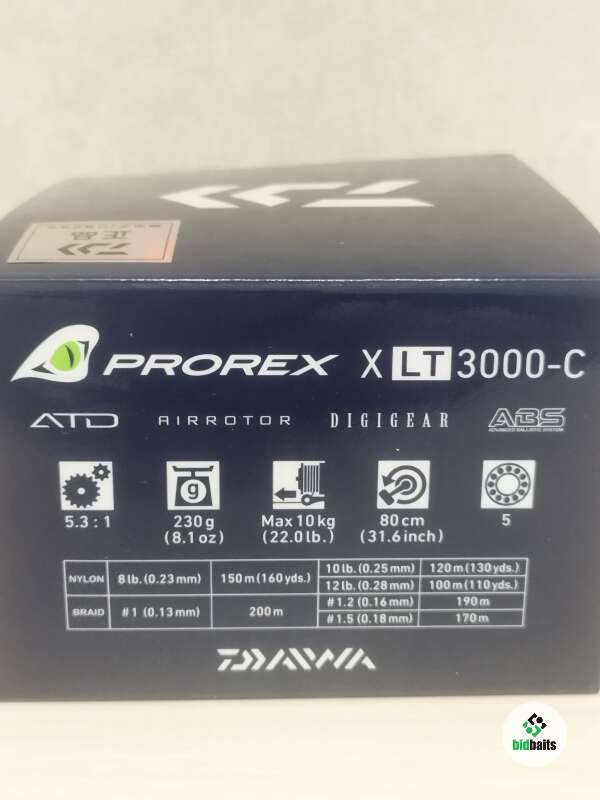 正品
PROREX X LT 3000-C
ATD AIRROTOR DIGIGEAR ABS
ADVANCED BALLISTIC SYSTEM
g
5.3 : 1 230 g Max 10 kg 80 cm 5
(8.1 oz) (22.0 lb.) (31.6 inch)
NYLON 8 lb. (0.23 mm) 150 m (160 yds.) 10 lb. (0.25 mm) 120 m (130 yds.)
12 lb. (0.28 mm) 100 m (110 yds.)
BRAID #1 (0.13 mm) 200 m #1.2 (0.16 mm) 190 m
#1.5 (0.18 mm) 170 m
DAIWA
bidbaits